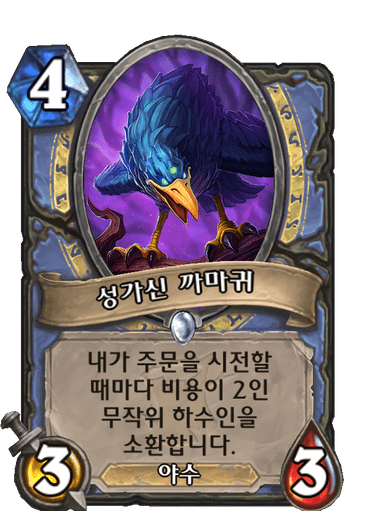 4
성가신 까마귀
내가 주문을 시전할
때마다 비용이 2인
무작위 하수인을
소환합니다.
3
야수
3